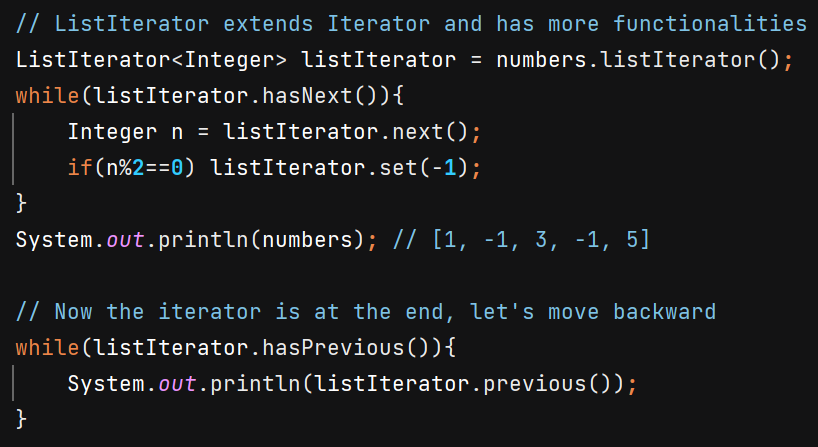 // ListIterator extends Iterator and has more functionalities
ListIterator<Integer> listIterator = numbers.listIterator();
while(listIterator.hasNext()){
    Integer n = listIterator.next();
    if(n%2==0) listIterator.set(-1);
}
System.out.println(numbers); // [1, -1, 3, -1, 5]

// Now the iterator is at the end, let's move backward
while(listIterator.hasPrevious()){
    System.out.println(listIterator.previous());
}